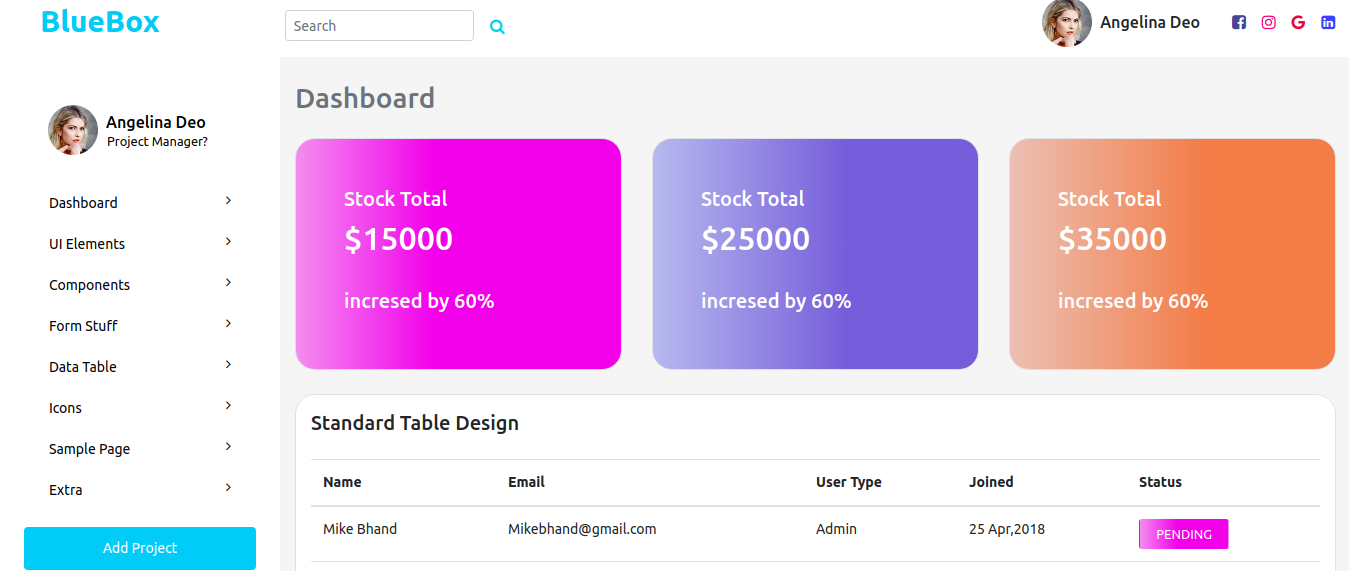 BlueBox
Search
Angelina Deo
Angelina Deo
Project Manager?
Dashboard
UI Elements
Components
Form Stuff
Data Table
Icons
Sample Page
Extra
Add Project
Dashboard
Stock Total
$15000
incresed by 60%
Stock Total
$25000
incresed by 60%
Stock Total
$35000
incresed by 60%
Standard Table Design
Name Email User Type Joined Status
Mike Bhand Mikebhand@gmail.com Admin 25 Apr,2018 PENDING